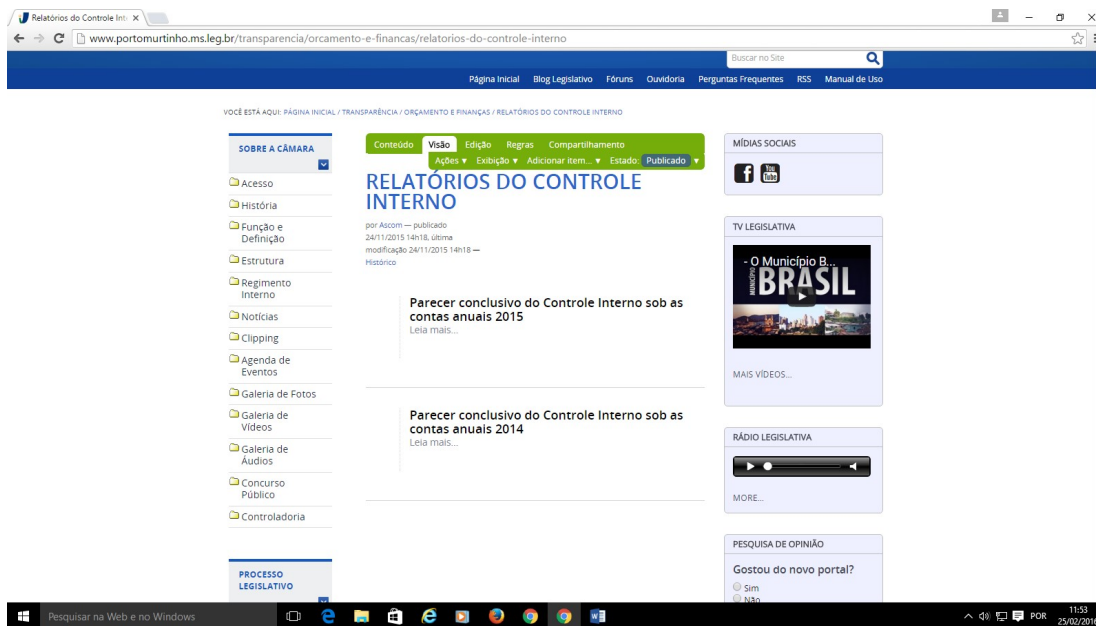 Relatórios do Controle Int
www.portomurtinho.ms.leg.br/transparencia/orcamento-e-financas/relatorios-do-controle-interno
Buscar no Site
Página Inicial Blog Legislativo Fóruns Ouvidoria Perguntas Frequentes RSS Manual de Uso
VOCÊ ESTÁ AQUI: PÁGINA INICIAL / TRANSPARÊNCIA / ORÇAMENTO E FINANÇAS / RELATÓRIOS DO CONTROLE INTERNO
SOBRE A CÂMARA
Acesso
História
Função e
Definição
Estrutura
Regimento
Interno
Notícias
Clipping
Agenda de
Eventos
Galeria de Fotos
Galeria de
Vídeos
Galeria de
Áudios
Concurso
Público
Controladoria
PROCESSO
LEGISLATIVO
Conteúdo Visão Edição Regras Compartilhamento
Ações Exibição Adicionar item... Estado: Publicado
RELATÓRIOS DO CONTROLE
INTERNO
por Ascom — publicado
24/11/2015 14h18, última
modificação 24/11/2015 14h18 —
Histórico
Parecer conclusivo do Controle Interno sob as
contas anuais 2015
Leia mais...
Parecer conclusivo do Controle Interno sob as
contas anuais 2014
Leia mais...
MÍDIAS SOCIAIS
You
Tube
TV LEGISLATIVA
- O Município B...
MUNICÍPIO
BRASIL
MAIS VÍDEOS...
RÁDIO LEGISLATIVA
MORE...
PESQUISA DE OPINIÃO
Gostou do novo portal?
Sim
Não
Pesquisar na Web e no Windows
POR
11:53
25/02/2016